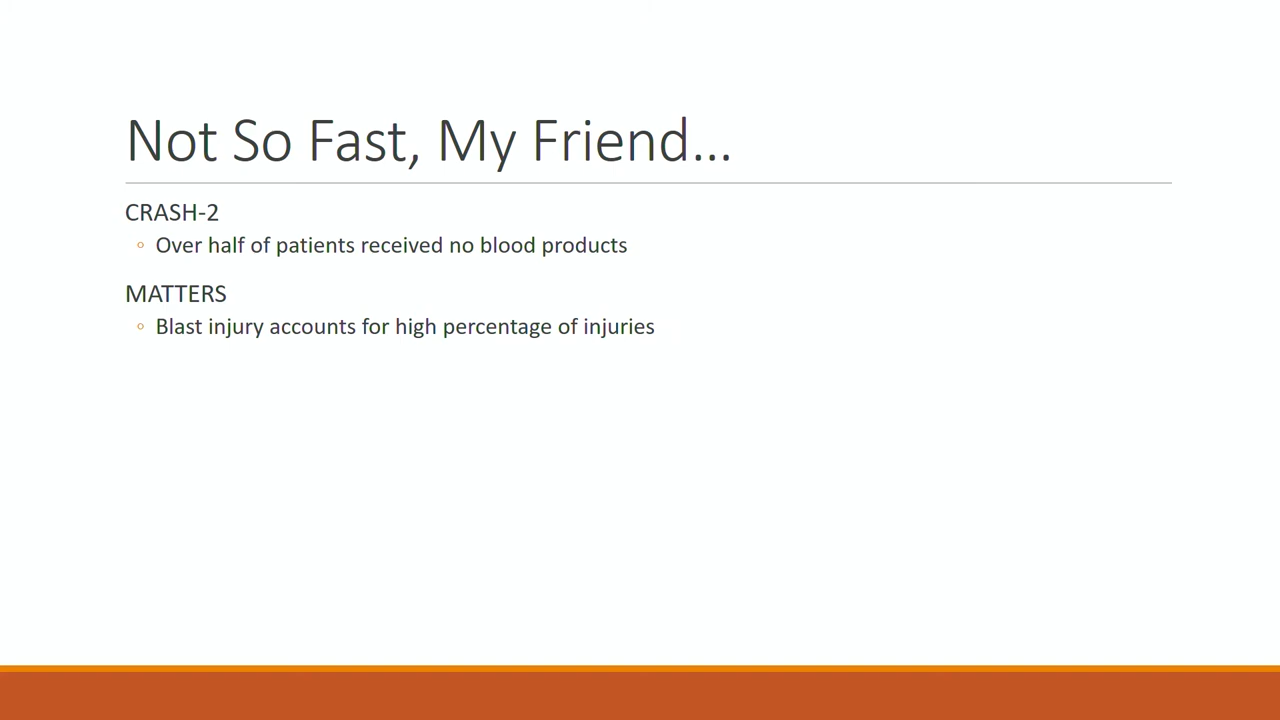 Not So Fast, My Friend…
CRASH-2
◦ Over half of patients received no blood products
MATTERS
◦ Blast injury accounts for high percentage of injuries